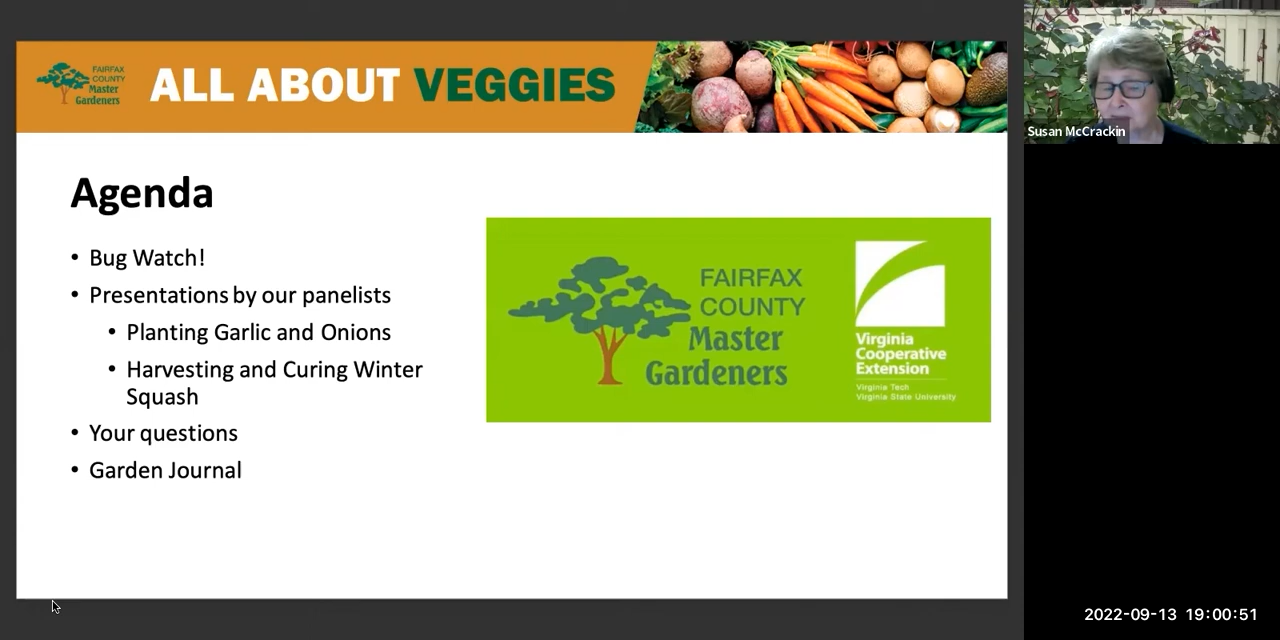 FAIRFAX
COUNTY
Master
Gardeners
ALL ABOUT VEGGIES
Susan McCrackin
Agenda
• Bug Watch!
• Presentations by our panelists
• Planting Garlic and Onions
• Harvesting and Curing Winter
Squash
• Your questions
• Garden Journal
FAIRFAX
COUNTY
Master
Gardeners
Virginia
Cooperative
Extension
Virginia Tech
Virginia State University
2022-09-13 19:00:51